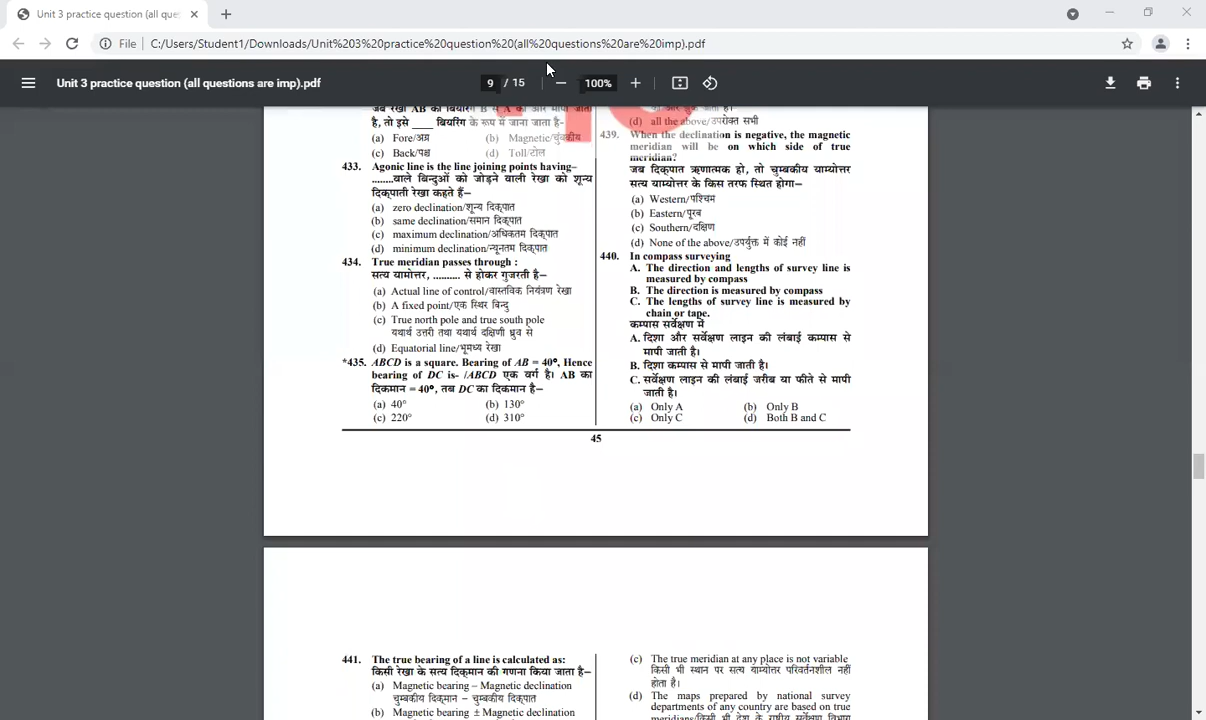 Unit 3 practice question (all que
File
C:/Users/Student1/Downloads/Unit%203%20practice%20question%20(all%20questions%20are%20imp).pdf
Unit 3 practice question (all questions are imp).pdf
9 / 15
100%
जब रेखा AB की बियरिंग B से A की ओर मापी जाती
है, तो इसे ____ बियरिंग के रूप में जाना जाता है-
(a) Fore/अग्र (b) Magnetic/चुंबकीय
(c) Back/पश्च (d) Toll/टोल
433. Agonic line is the line joining points having–
........वाले बिन्दुओं को जोड़ने वाली रेखा को शून्य
दिक्पाती रेखा कहते हैं–
(a) zero declination/शून्य दिक्पात
(b) same declination/समान दिक्पात
(c) maximum declination/अधिकतम दिक्पात
(d) minimum declination/न्यूनतम दिक्पात
434. True meridian passes through :
सत्य यामोत्तर, .......... से होकर गुजरती है–
(a) Actual line of control/वास्तविक नियंत्रण रेखा
(b) A fixed point/एक स्थिर बिन्दु
(c) True north pole and true south pole
यथार्थ उत्तरी तथा यथार्थ दक्षिणी ध्रुव से
(d) Equatorial line/भूमध्य रेखा
*435. ABCD is a square. Bearing of AB = 40°, Hence
bearing of DC is- /ABCD एक वर्ग है। AB का
दिकमान = 40°, तब DC का दिकमान है–
(a) 40° (b) 130°
(c) 220° (d) 310°
(d) all the above/उपरोक्त सभी
439. When the declination is negative, the magnetic
meridian will be on which side of true
meridian?
जब दिक्पात ऋणात्मक हो, तो चुम्बकीय याम्योत्तर
सत्य याम्योत्तर के किस तरफ स्थित होगा–
(a) Western/पश्चिम
(b) Eastern/पूरब
(c) Southern/दक्षिण
(d) None of the above/उपर्युक्त में कोई नहीं
440. In compass surveying
A. The direction and lengths of survey line is
measured by compass
B. The direction is measured by compass
C. The lengths of survey line is measured by
chain or tape.
कम्पास सर्वेक्षण में
A. दिशा और सर्वेक्षण लाइन की लंबाई कम्पास से
मापी जाती है।
B. दिशा कम्पास से मापी जाती है।
C. सर्वेक्षण लाइन की लंबाई जरीब या फीते से मापी
जाती है।
(a) Only A (b) Only B
(c) Only C (d) Both B and C
45
441. The true bearing of a line is calculated as:
किसी रेखा के सत्य दिक्मान की गणना किया जाता है–
(a) Magnetic bearing – Magnetic declination
चुम्बकीय दिक्मान – चुम्बकीय दिक्पात
(b) Magnetic bearing ± Magnetic declination
(c) The true meridian at any place is not variable
किसी भी स्थान पर सत्य याम्योत्तर परिवर्तनशील नहीं
होता है।
(d) The maps prepared by national survey
departments of any country are based on true